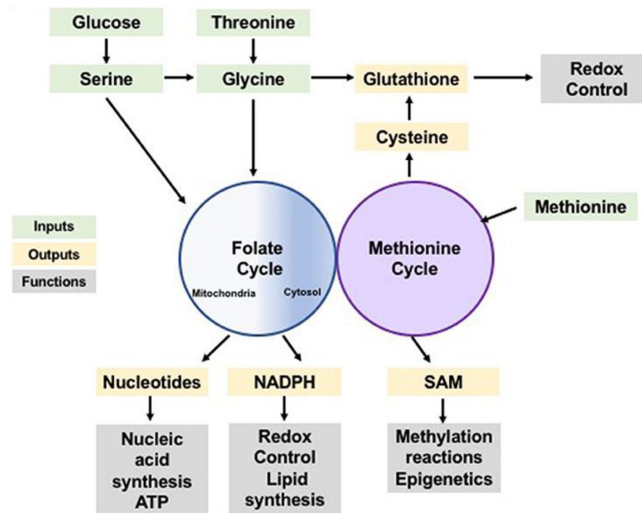 Glucose
Threonine
Serine
Glycine
Glutathione
Redox
Control
Cysteine
Methionine
Inputs
Outputs
Functions
Folate
Cycle
Mitochondria
Cytosol
Methionine
Cycle
Nucleotides
NADPH
SAM
Nucleic
acid
synthesis
ATP
Redox
Control
Lipid
synthesis
Methylation
reactions
Epigenetics